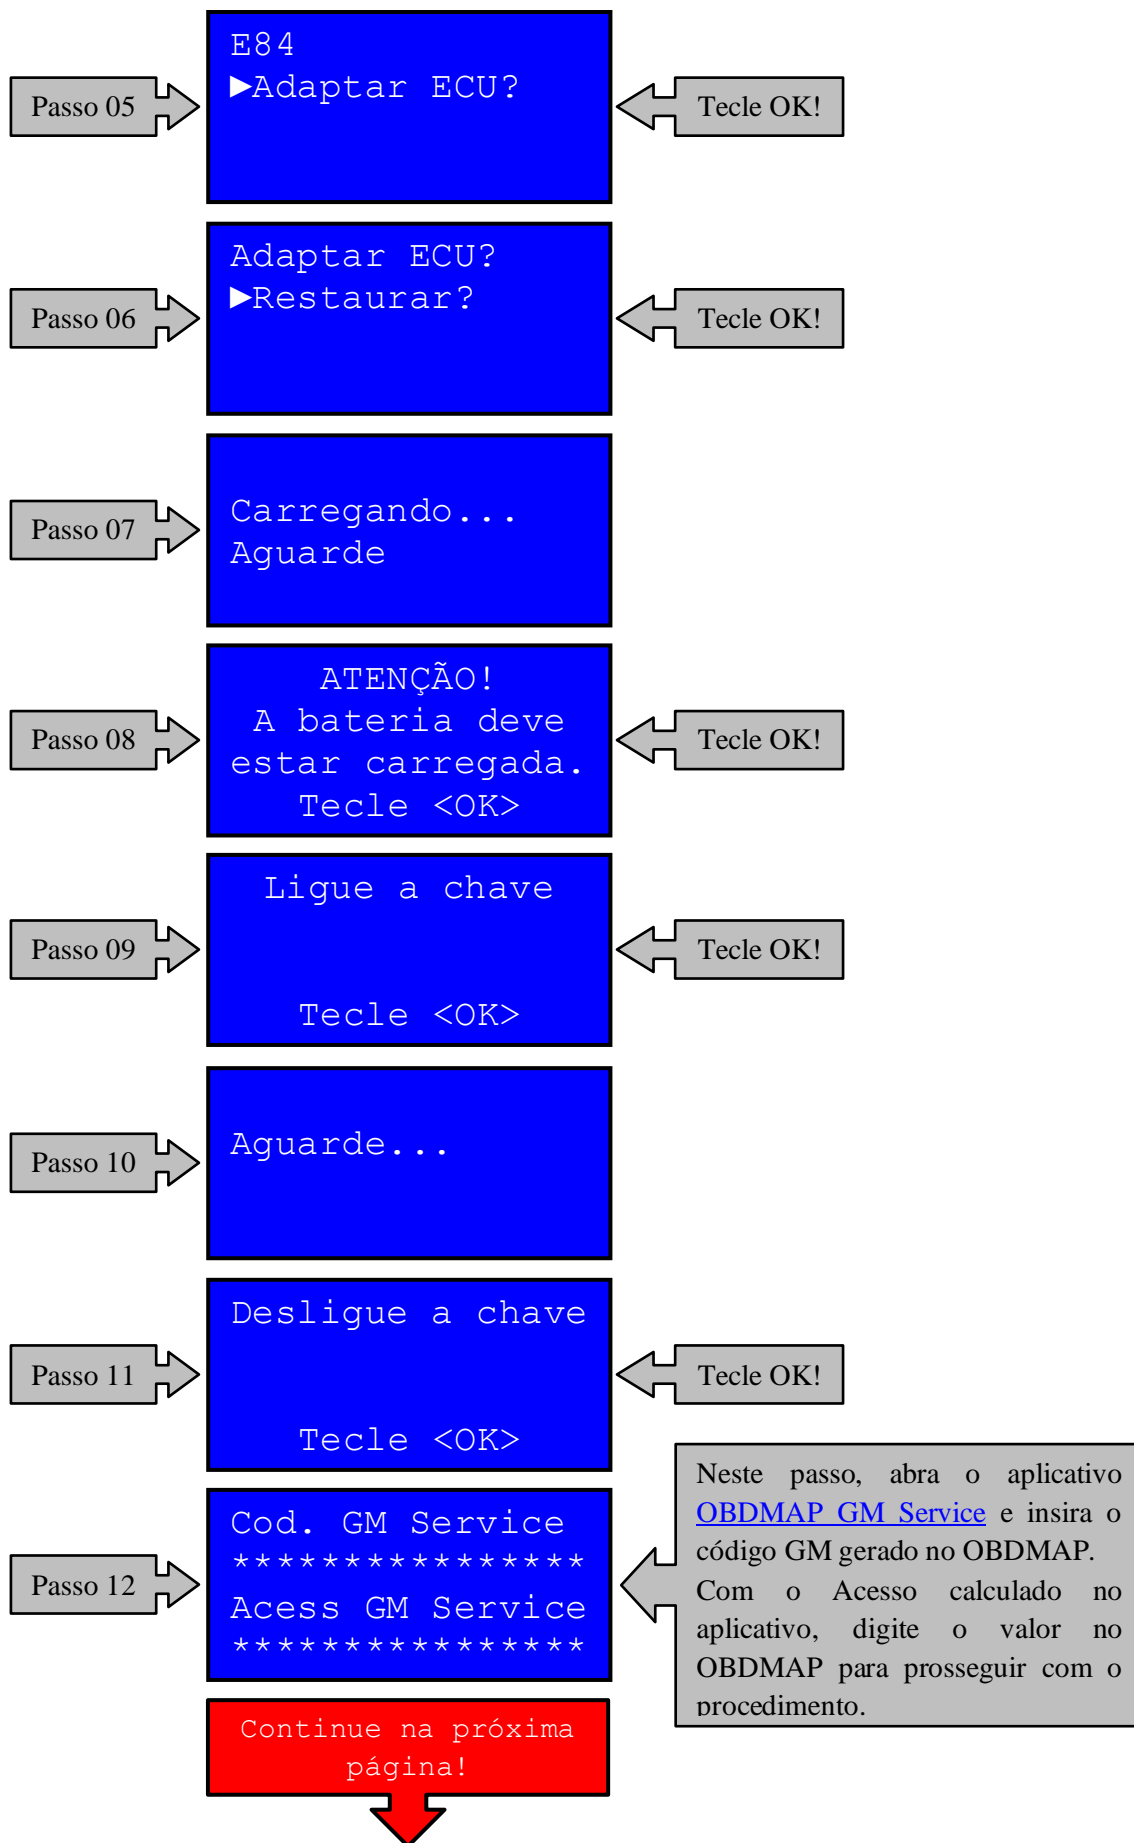 E84
►Adaptar ECU?
Passo 05
Tecle OK!
Adaptar ECU?
►Restaurar?
Passo 06
Tecle OK!
Carregando...
Aguarde
Passo 07
ATENÇÃO!
A bateria deve
estar carregada.
Tecle <OK>
Passo 08
Tecle OK!
Ligue a chave
Tecle <OK>
Passo 09
Tecle OK!
Aguarde...
Passo 10
Desligue a chave
Tecle <OK>
Passo 11
Tecle OK!
Cod. GM Service
****************
Acess GM Service
****************
Passo 12
Neste passo, abra o aplicativo
OBDMAP GM Service e insira o
código GM gerado no OBDMAP.
Com o Acesso calculado no
aplicativo, digite o valor no
OBDMAP para prosseguir com o
procedimento.
Continue na próxima
página!